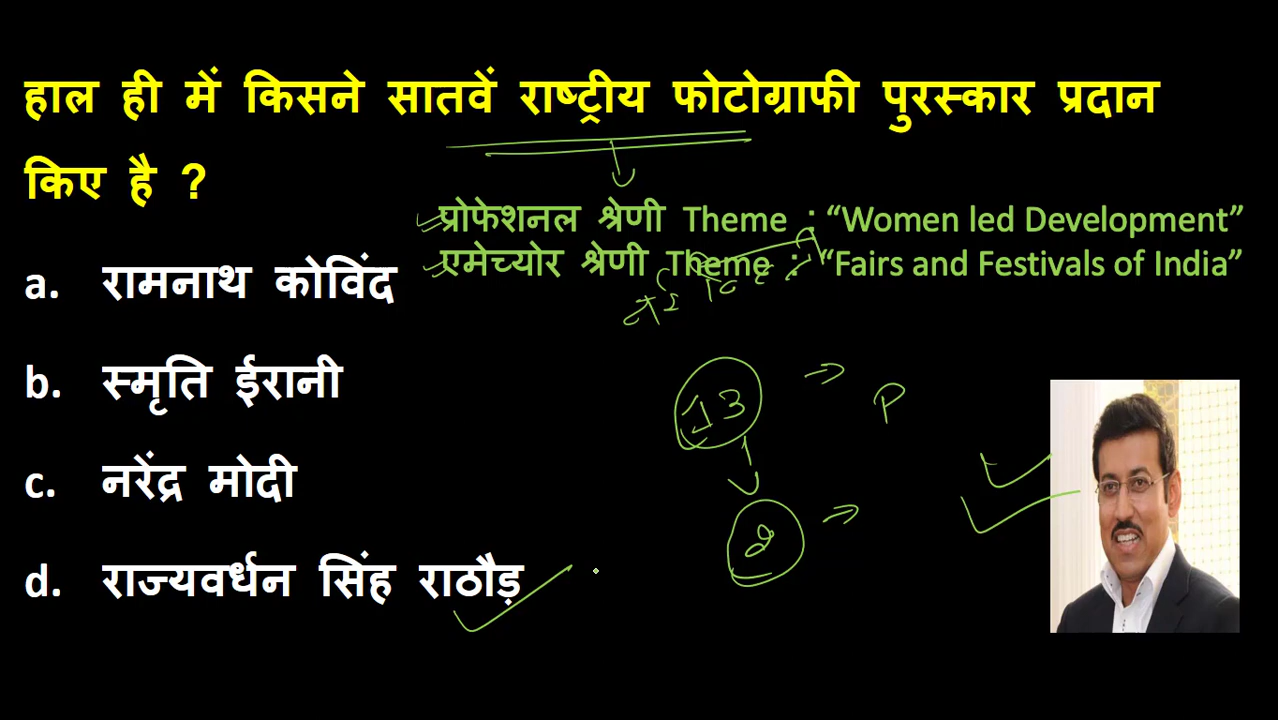 हाल ही में किसने सातवें राष्ट्रीय फोटोग्राफी पुरस्कार प्रदान
किए है ?
प्रोफेशनल श्रेणी Theme : “Women led Development”
एमेच्योर श्रेणी Theme : “Fairs and Festivals of India”
a. रामनाथ कोविंद
b. स्मृति ईरानी
13 P
c. नरेंद्र मोदी
d. राज्यवर्धन सिंह राठौड़